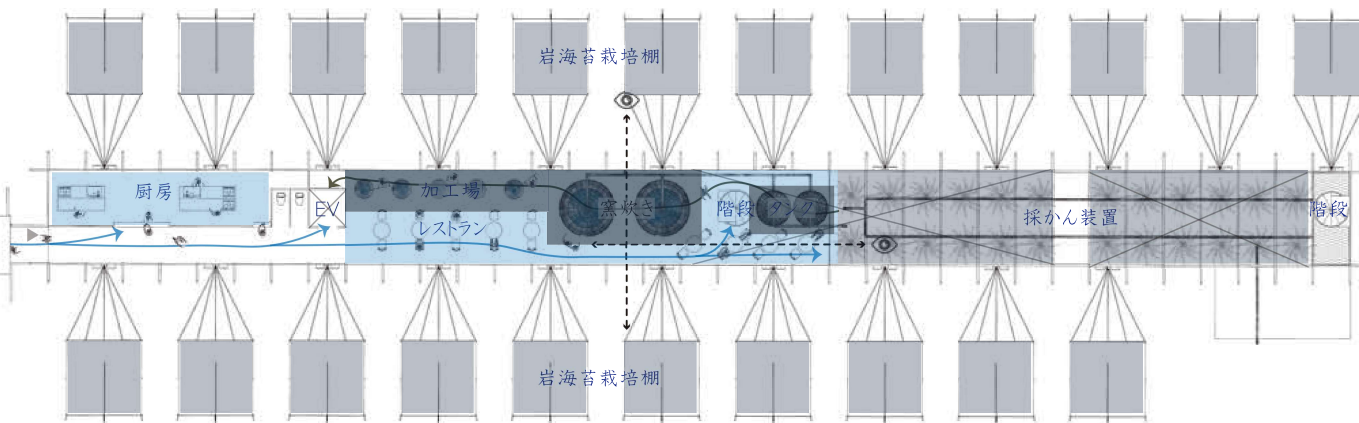 岩海苔栽培棚
厨房
EV
加工場
レストラン
窯炊き
階段
タンク
採かん装置
階段
岩海苔栽培棚